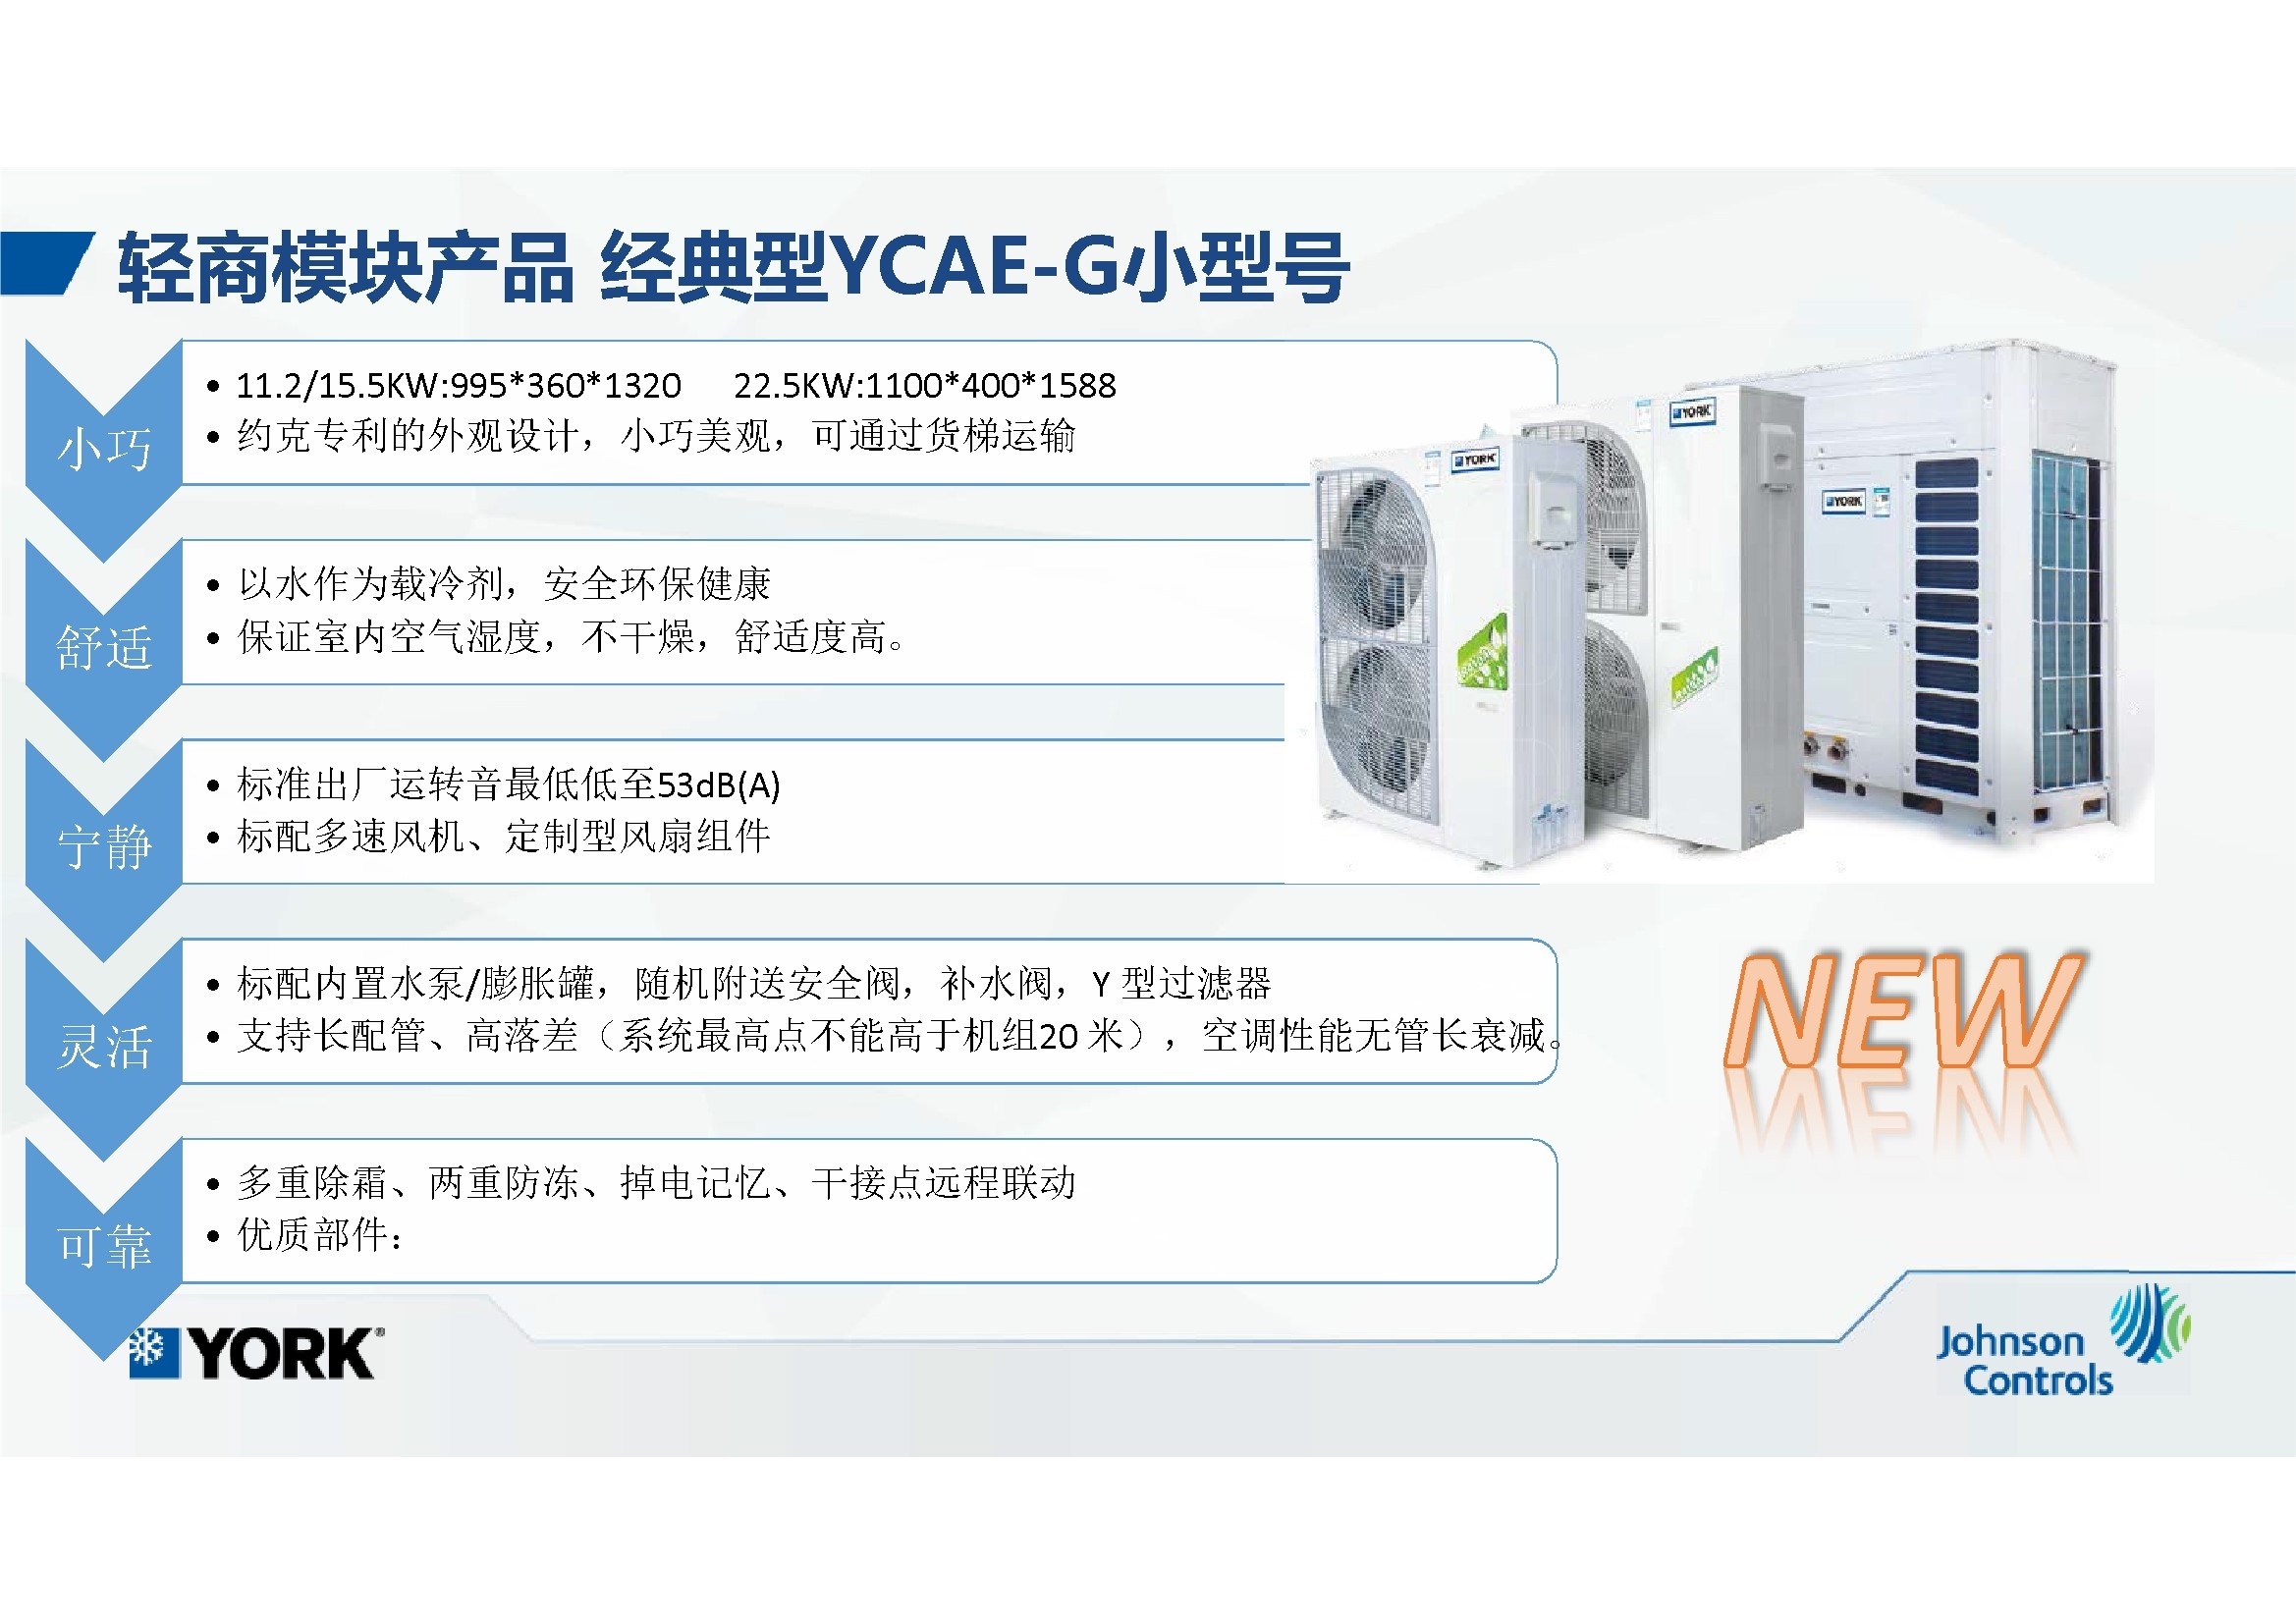 轻商模块产品 经典型YCAE-G小型号
小巧
• 11.2/15.5KW:995*360*1320 22.5KW:1100*400*1588
• 约克专利的外观设计，小巧美观，可通过货梯运输
舒适
• 以水作为载冷剂，安全环保健康
• 保证室内空气湿度，不干燥，舒适度高。
宁静
• 标准出厂运转音最低低至53dB(A)
• 标配多速风机、定制型风扇组件
灵活
• 标配内置水泵/膨胀罐，随机附送安全阀，补水阀，Y 型过滤器
• 支持长配管、高落差（系统最高点不能高于机组20 米），空调性能无管长衰减。
可靠
• 多重除霜、两重防冻、掉电记忆、干接点远程联动
• 优质部件：
YORK
YORK
YORK
NEW
YORK®
Johnson
Controls